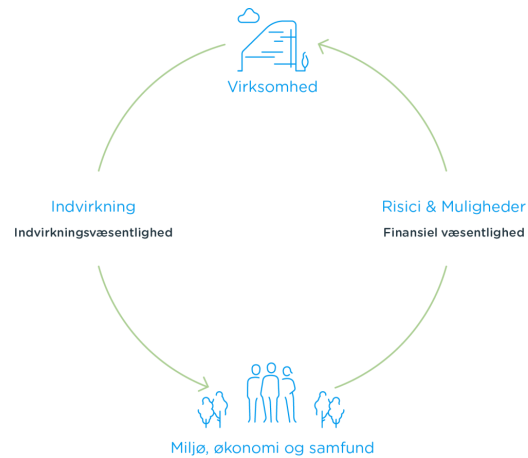 Virksomhed
Indvirkning
Indvirkningsvæsentlighed
Risici & Muligheder
Finansiel væsentlighed
Miljø, økonomi og samfund